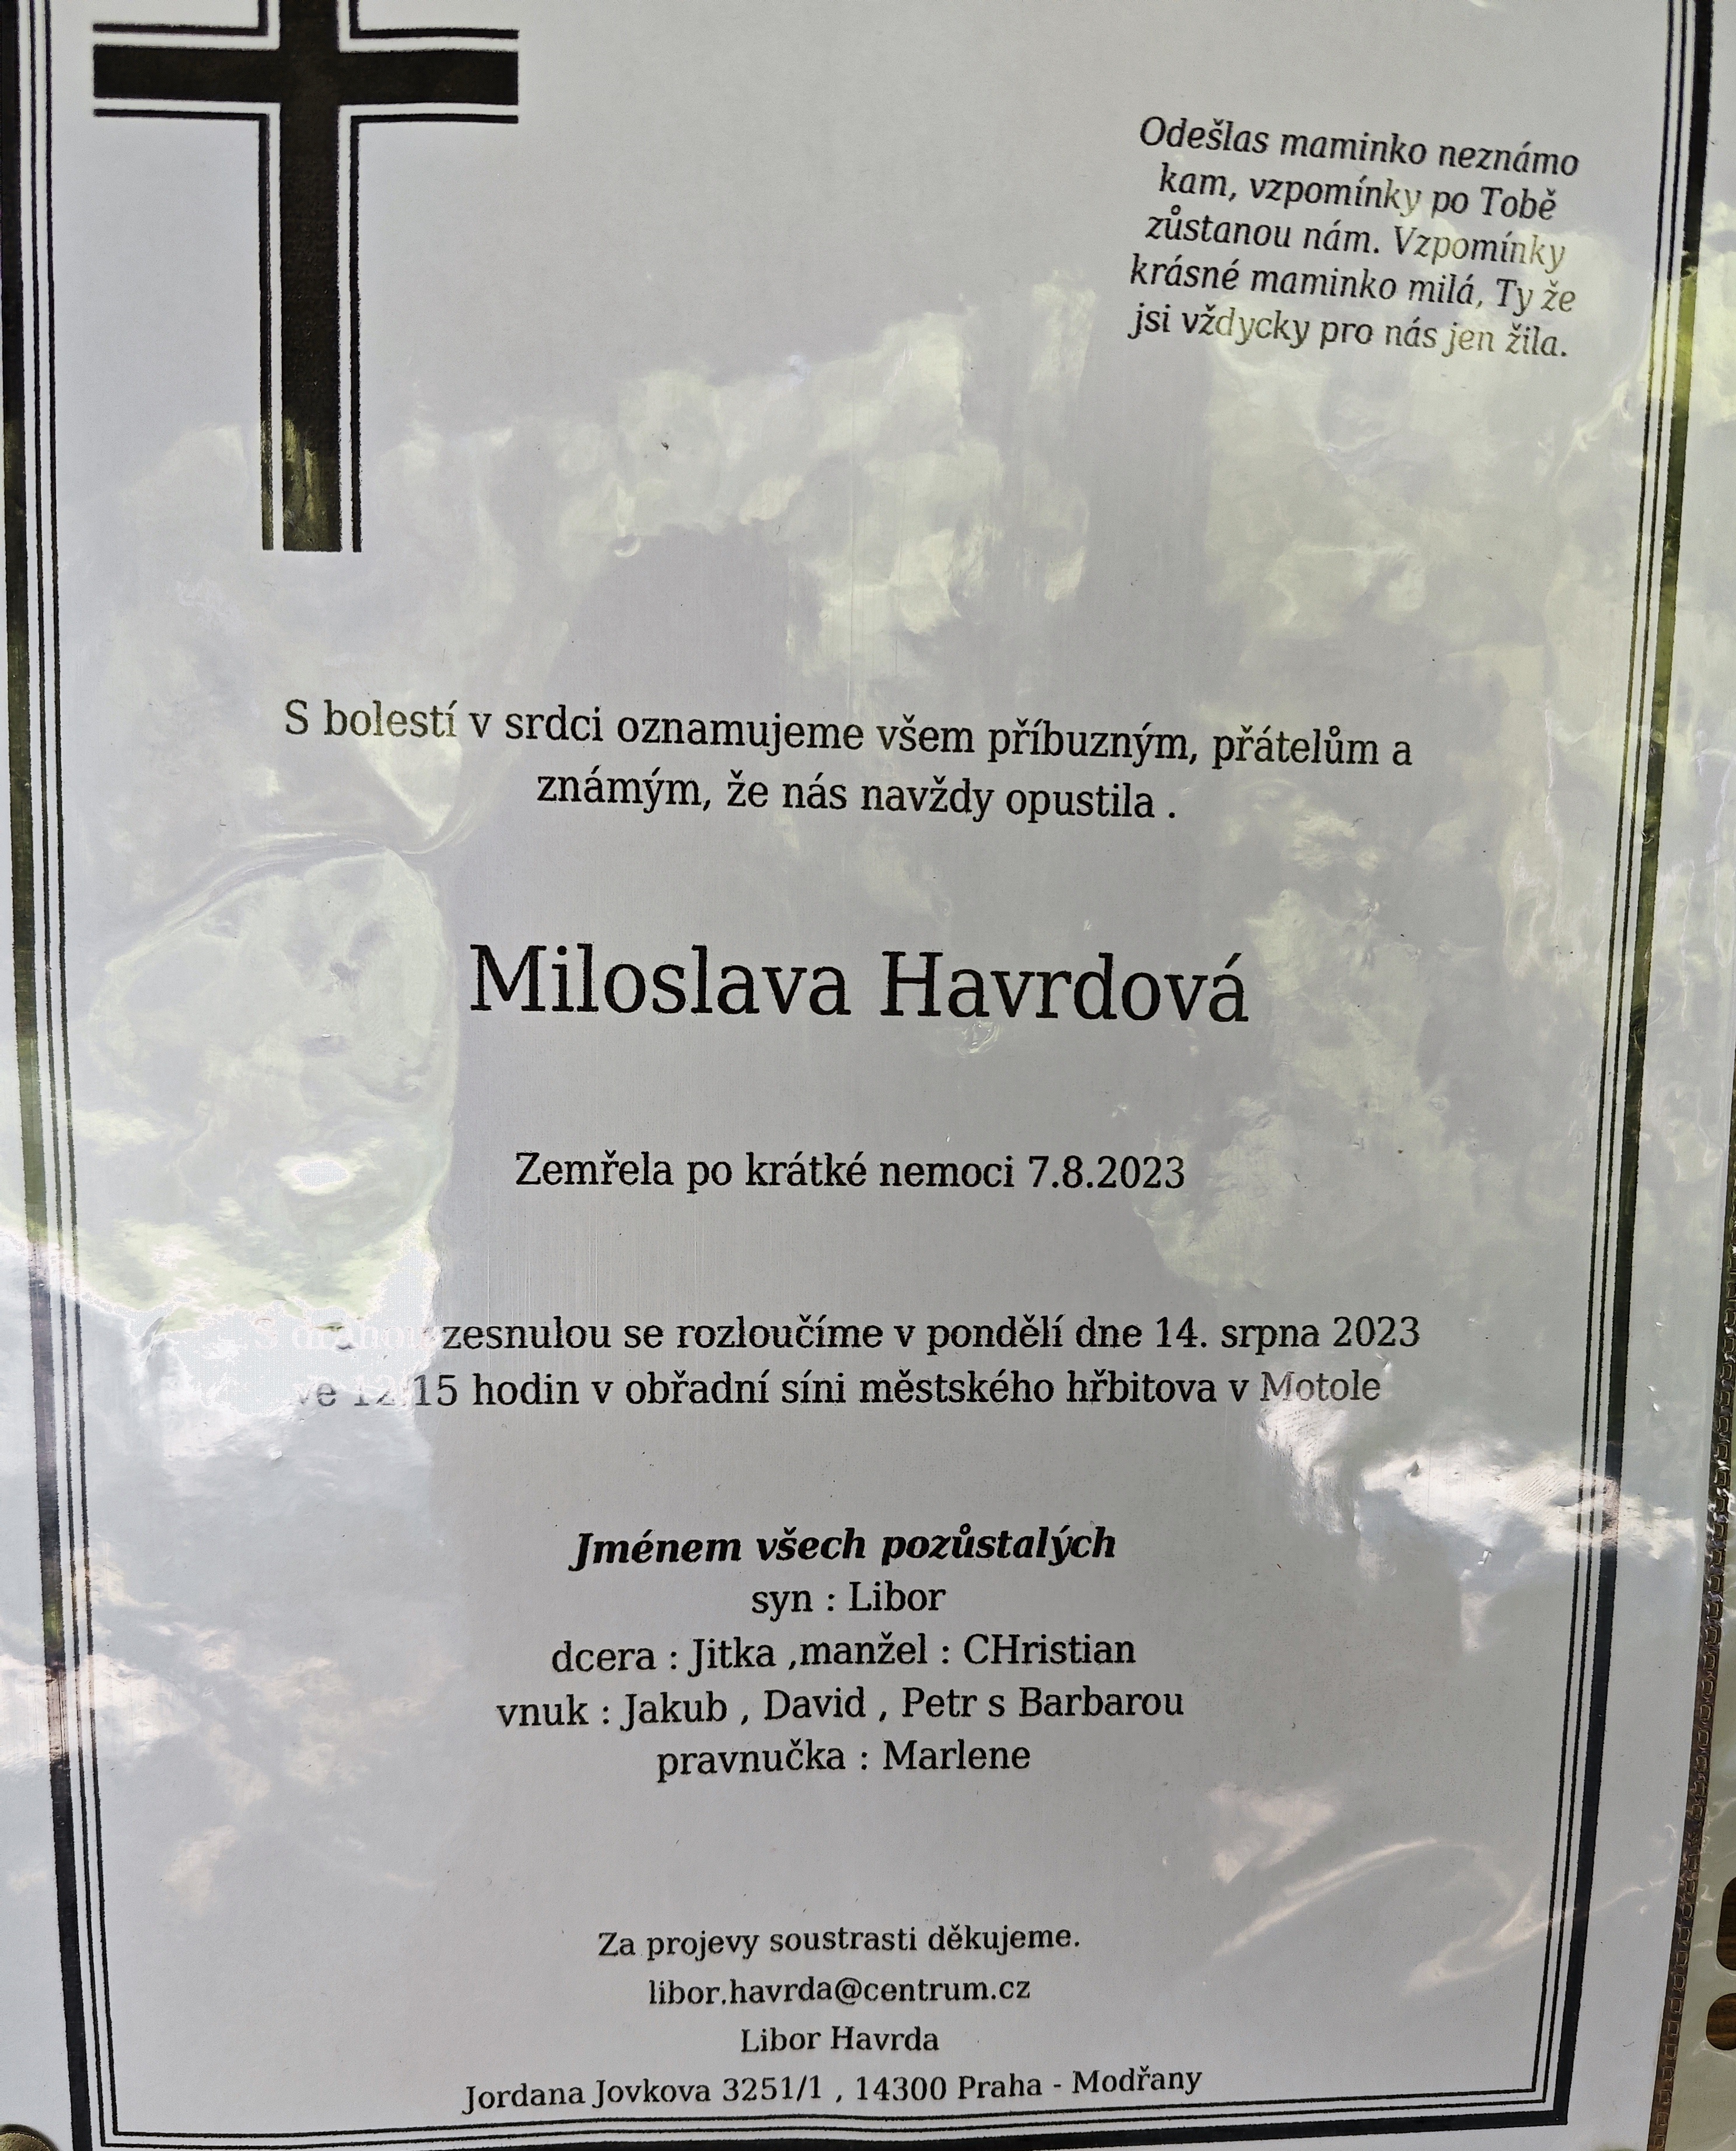 Odešlas maminko neznámo
kam, vzpomínky po Tobě
zůstanou nám. Vzpomínky
krásné maminko milá, Ty že
jsi vždycky pro nás jen žila.
S bolestí v srdci oznamujeme všem příbuzným, přátelům a
známým, že nás navždy opustila .
Miloslava Havrdová
Zemřela po krátké nemoci 7.8.2023
S drahou zesnulou se rozloučíme v pondělí dne 14. srpna 2023
ve 12:15 hodin v obřadní síni městského hřbitova v Motole
Jménem všech pozůstalých
syn : Libor
dcera : Jitka ,manžel : CHristian
vnuk : Jakub , David , Petr s Barbarou
pravnučka : Marlene
Za projevy soustrasti děkujeme.
libor.havrda@centrum.cz
Libor Havrda
Jordana Jovkova 3251/1 , 14300 Praha - Modřany